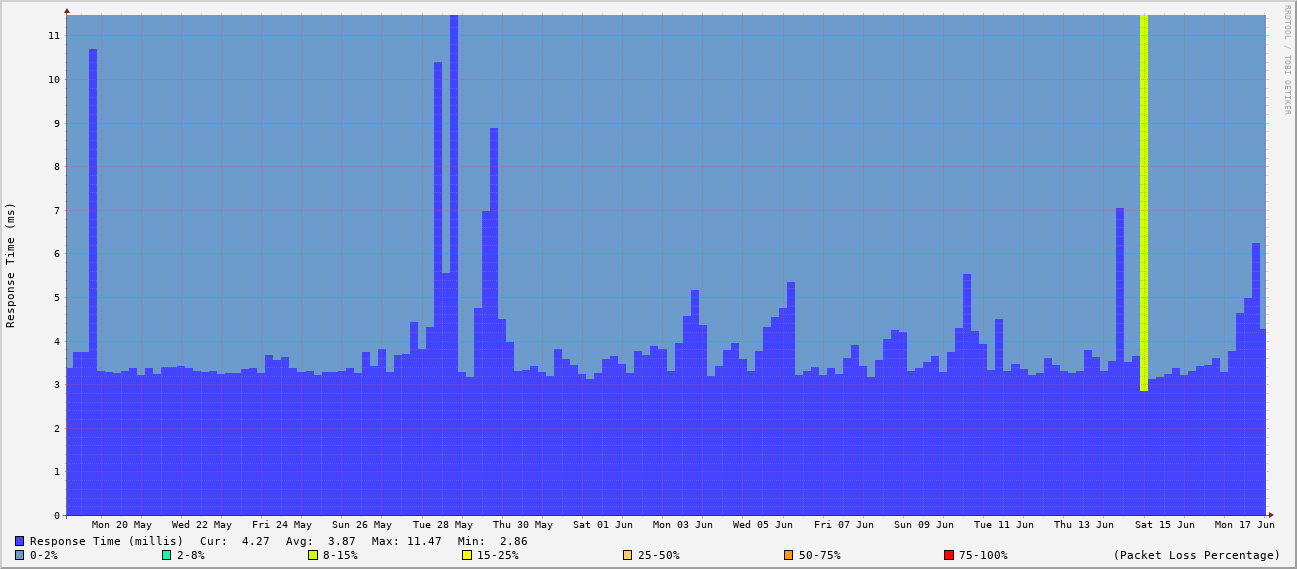 RRDTOOL / TOBI OETIKER
Response Time (ms)
11
10
9
8
7
6
5
4
3
2
1
0
Mon 20 May Wed 22 May Fri 24 May Sun 26 May Tue 28 May Thu 30 May Sat 01 Jun Mon 03 Jun Wed 05 Jun Fri 07 Jun Sun 09 Jun Tue 11 Jun Thu 13 Jun Sat 15 Jun Mon 17 Jun
Response Time (millis) Cur: 4.27 Avg: 3.87 Max: 11.47 Min: 2.86
0-2% 2-8% 8-15% 15-25% 25-50% 50-75% 75-100% (Packet Loss Percentage)